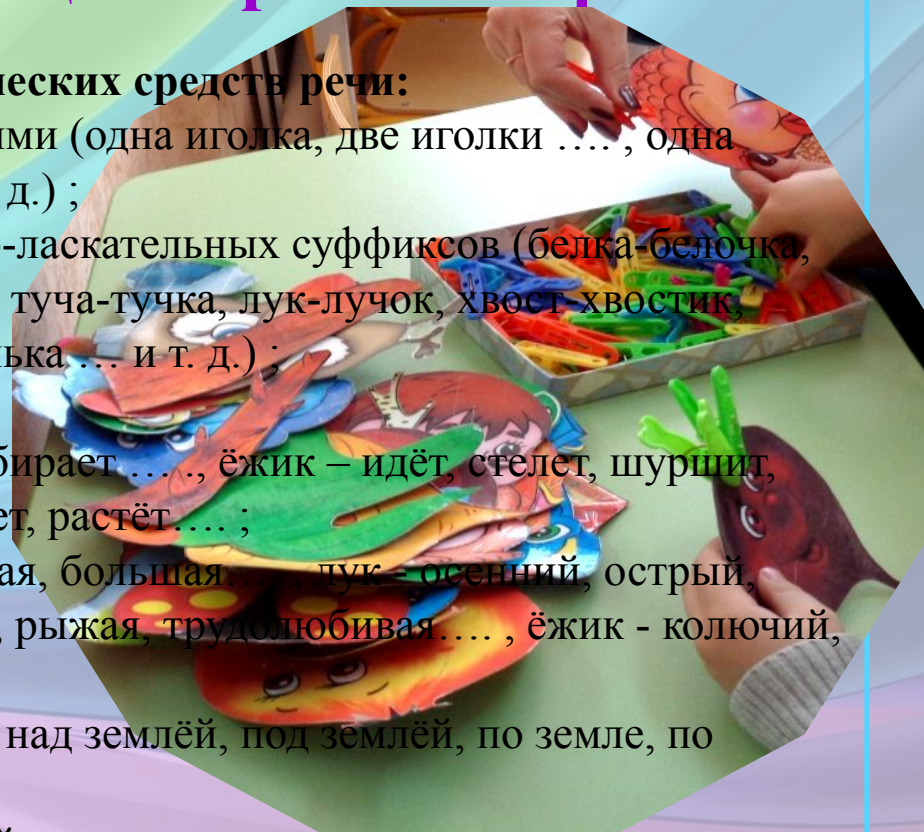 ческих средств речи:
ими (одна иголка, две иголки …. , одна
д.) ;
-ласкательных суффиксов (белка-белочка,
туча-тучка, лук-лучок, хвост-хвостик,
ька … и т. д.) ;
бирает …. ., ёжик – идёт, стелет, шуршит,
ет, растёт…. ;
ая, большая…. , лук - осенний, острый,
, рыжая, трудолюбивая…. , ёжик - колючий,
над землёй, под землёй, по земле, по